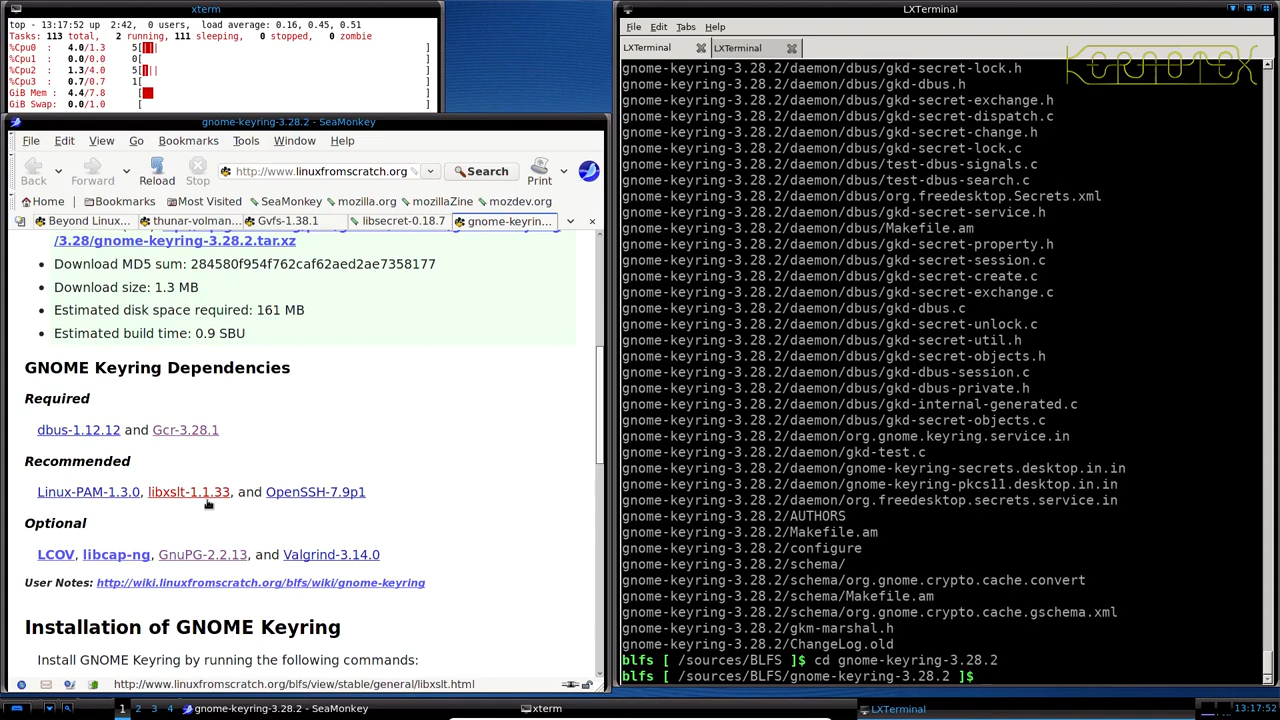 xterm
top - 13:17:52 up  2:42,  0 users,  load average: 0.16, 0.45, 0.51
Tasks: 113 total,   2 running, 111 sleeping,   0 stopped,   0 zombie
%Cpu0  :   4.0/1.3     5[||||     ]
%Cpu1  :   0.0/0.0     0[     ]
%Cpu2  :   1.3/4.0     5[||||     ]
%Cpu3  :   0.7/0.7     1[     ]
GiB Mem :  4.4/7.8      [     ]
GiB Swap:  0.0/1.0      [     ]
gnome-keyring-3.28.2 - SeaMonkey
File Edit View Go Bookmarks Tools Window Help
Back Forward Reload Stop http://www.linuxfromscratch.org Search Print
Home Bookmarks Most Visited SeaMonkey mozilla.org mozillaZine mozdev.org
Beyond Linux... thunar-volman... Gvfs-1.38.1 libsecret-0.18.7 gnome-keyrin...
/3.28/gnome-keyring-3.28.2.tar.xz
• Download MD5 sum: 284580f954f762caf62aed2ae7358177
• Download size: 1.3 MB
• Estimated disk space required: 161 MB
• Estimated build time: 0.9 SBU
GNOME Keyring Dependencies
Required
dbus-1.12.12 and Gcr-3.28.1
Recommended
Linux-PAM-1.3.0, libxslt-1.1.33, and OpenSSH-7.9p1
Optional
LCOV, libcap-ng, GnuPG-2.2.13, and Valgrind-3.14.0
User Notes: http://wiki.linuxfromscratch.org/blfs/wiki/gnome-keyring
Installation of GNOME Keyring
Install GNOME Keyring by running the following commands:
http://www.linuxfromscratch.org/blfs/view/stable/general/libxslt.html
LXTerminal
File Edit Tabs Help
LXTerminal LXTerminal
KERNOTEX
gnome-keyring-3.28.2/daemon/dbus/gkd-secret-lock.h
gnome-keyring-3.28.2/daemon/dbus/gkd-dbus.h
gnome-keyring-3.28.2/daemon/dbus/gkd-secret-exchange.h
gnome-keyring-3.28.2/daemon/dbus/gkd-secret-dispatch.c
gnome-keyring-3.28.2/daemon/dbus/gkd-secret-change.h
gnome-keyring-3.28.2/daemon/dbus/gkd-secret-lock.c
gnome-keyring-3.28.2/daemon/dbus/test-dbus-signals.c
gnome-keyring-3.28.2/daemon/dbus/test-dbus-search.c
gnome-keyring-3.28.2/daemon/dbus/org.freedesktop.Secrets.xml
gnome-keyring-3.28.2/daemon/dbus/gkd-secret-service.h
gnome-keyring-3.28.2/daemon/dbus/Makefile.am
gnome-keyring-3.28.2/daemon/dbus/gkd-secret-property.h
gnome-keyring-3.28.2/daemon/dbus/gkd-secret-session.c
gnome-keyring-3.28.2/daemon/dbus/gkd-secret-create.c
gnome-keyring-3.28.2/daemon/dbus/gkd-secret-exchange.c
gnome-keyring-3.28.2/daemon/dbus/gkd-dbus.c
gnome-keyring-3.28.2/daemon/dbus/gkd-secret-unlock.c
gnome-keyring-3.28.2/daemon/dbus/gkd-secret-util.h
gnome-keyring-3.28.2/daemon/dbus/gkd-secret-objects.h
gnome-keyring-3.28.2/daemon/dbus/gkd-dbus-session.c
gnome-keyring-3.28.2/daemon/dbus/gkd-dbus-private.h
gnome-keyring-3.28.2/daemon/dbus/gkd-internal-generated.c
gnome-keyring-3.28.2/daemon/dbus/gkd-secret-objects.c
gnome-keyring-3.28.2/daemon/org.gnome.keyring.service.in
gnome-keyring-3.28.2/daemon/gkd-test.c
gnome-keyring-3.28.2/daemon/gnome-keyring-secrets.desktop.in.in
gnome-keyring-3.28.2/daemon/gnome-keyring-pkcs11.desktop.in.in
gnome-keyring-3.28.2/daemon/org.freedesktop.secrets.service.in
gnome-keyring-3.28.2/AUTHORS
gnome-keyring-3.28.2/Makefile.am
gnome-keyring-3.28.2/configure
gnome-keyring-3.28.2/schema/
gnome-keyring-3.28.2/schema/org.gnome.crypto.cache.convert
gnome-keyring-3.28.2/schema/Makefile.am
gnome-keyring-3.28.2/schema/org.gnome.crypto.cache.gschema.xml
gnome-keyring-3.28.2/gkm-marshal.h
gnome-keyring-3.28.2/ChangeLog.old
blfs [ /sources/BLFS ]$ cd gnome-keyring-3.28.2
blfs [ /sources/BLFS/gnome-keyring-3.28.2 ]$
1 2 3 4 gnome-keyring-3.28.2 - SeaMonkey xterm LXTerminal 13:17:52